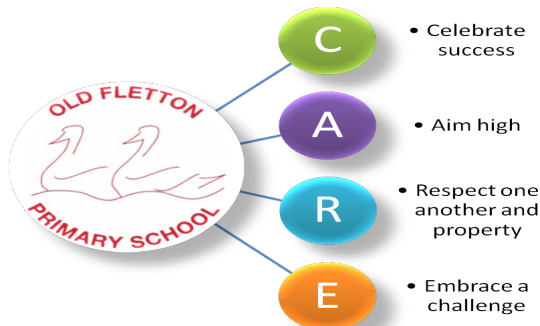 OLD FLETTON
PRIMARY SCHOOL
C
• Celebrate
success
A
• Aim high
R
• Respect one
another and
property
E
• Embrace a
challenge